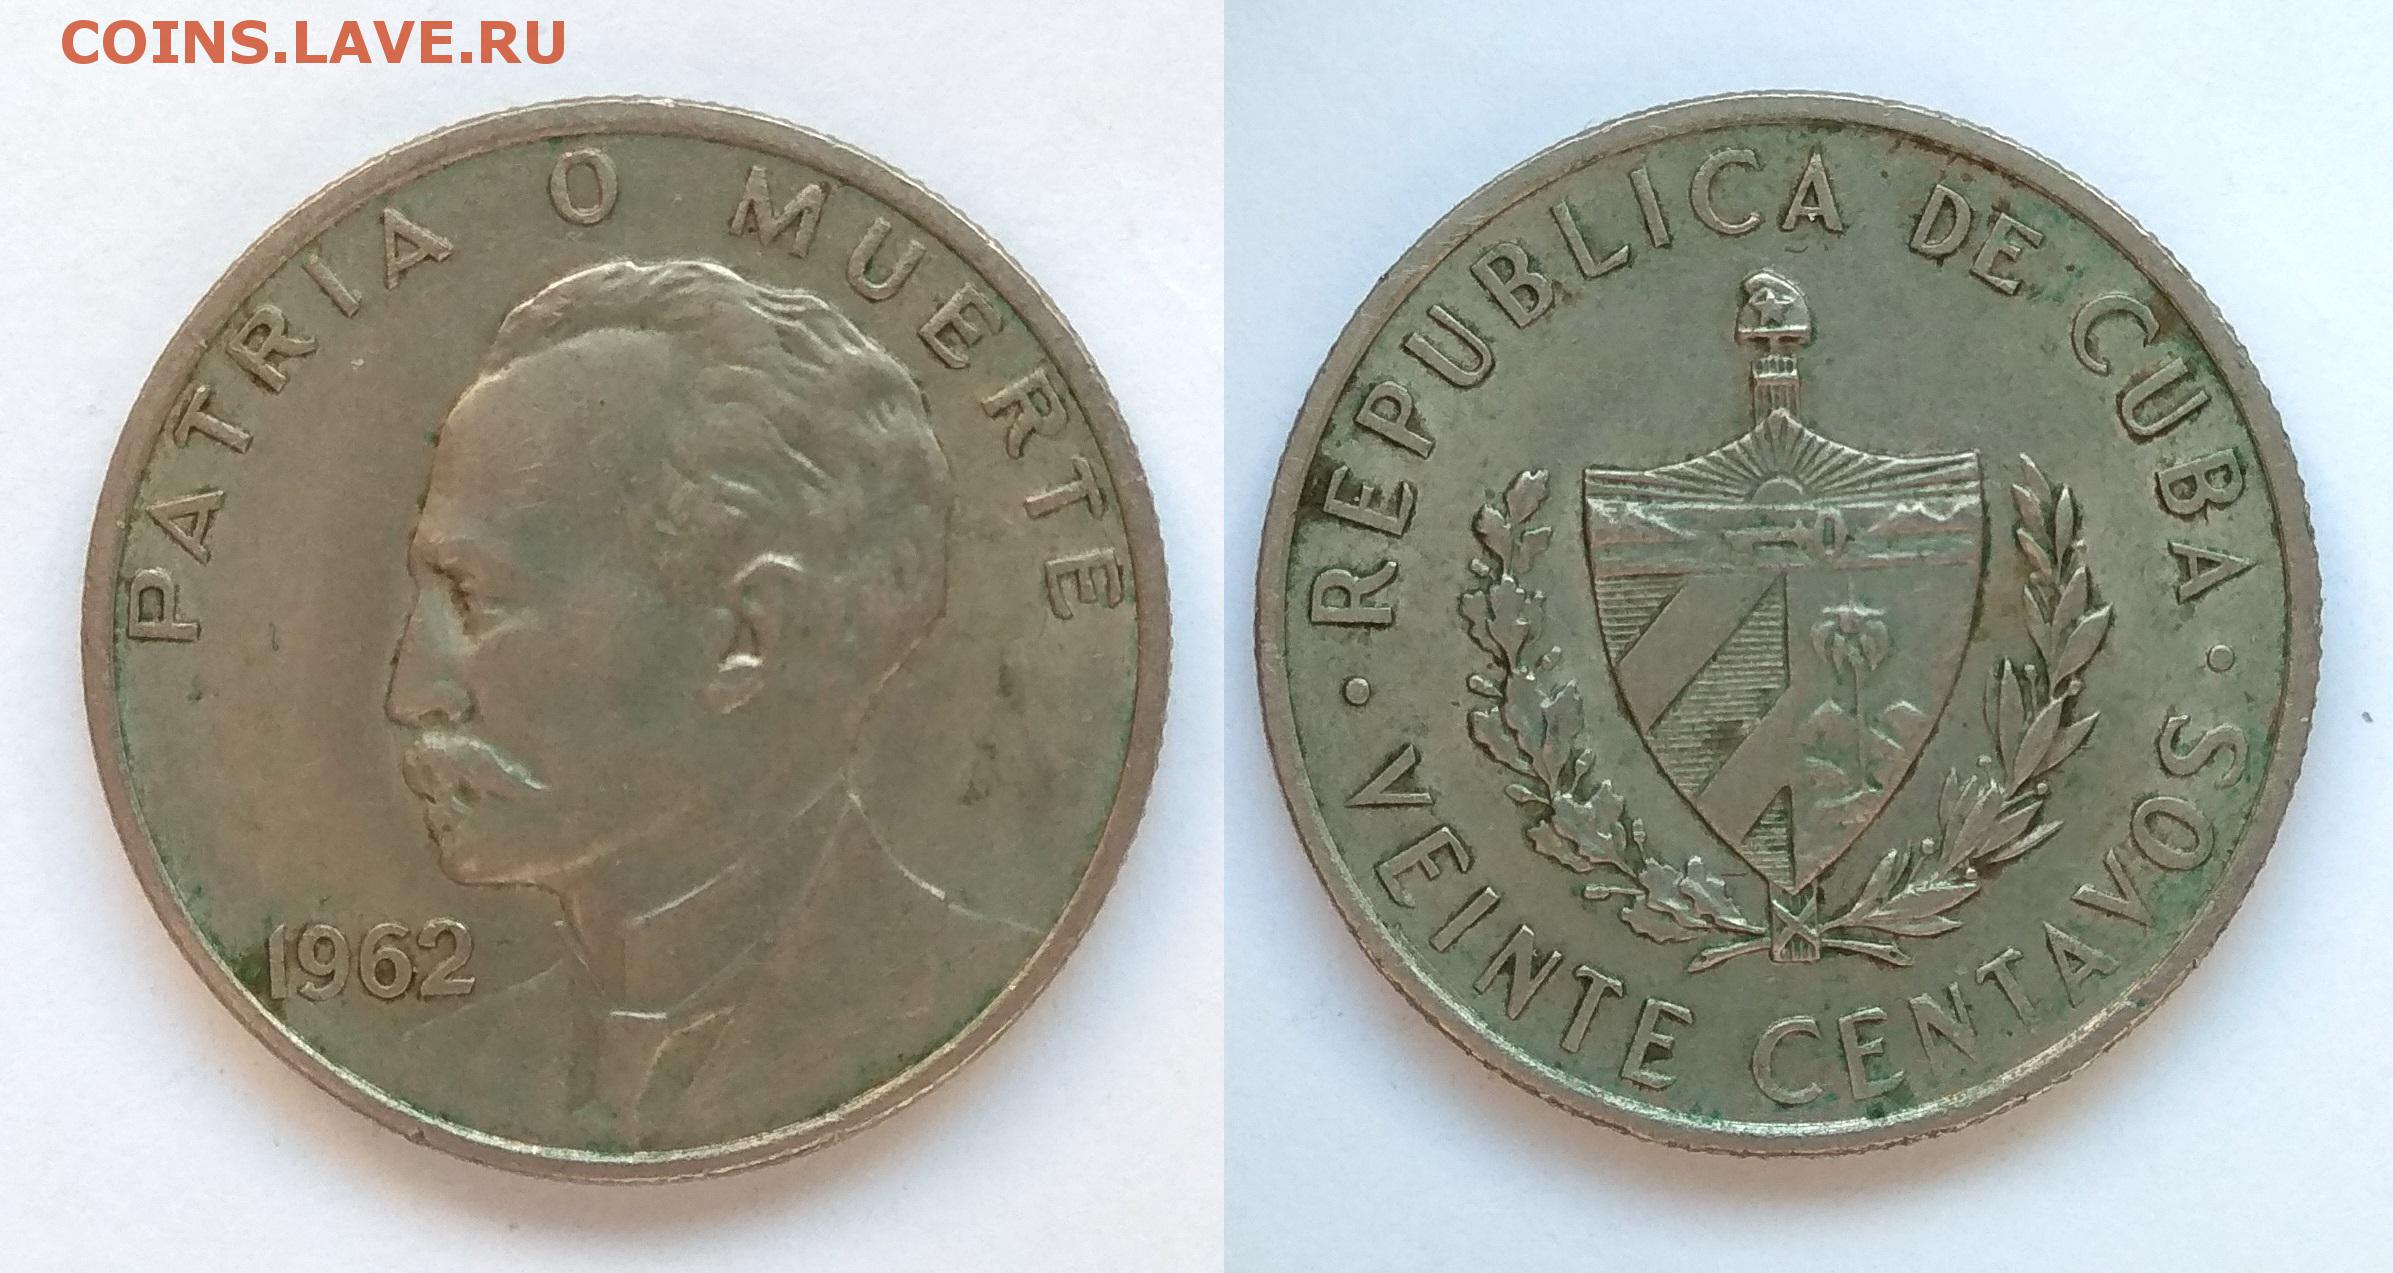 COINS.LAVE.RU
PATRIA O MUERTE
1962
· REPUBLICA DE CUBA ·
VEINTE CENTAVOS